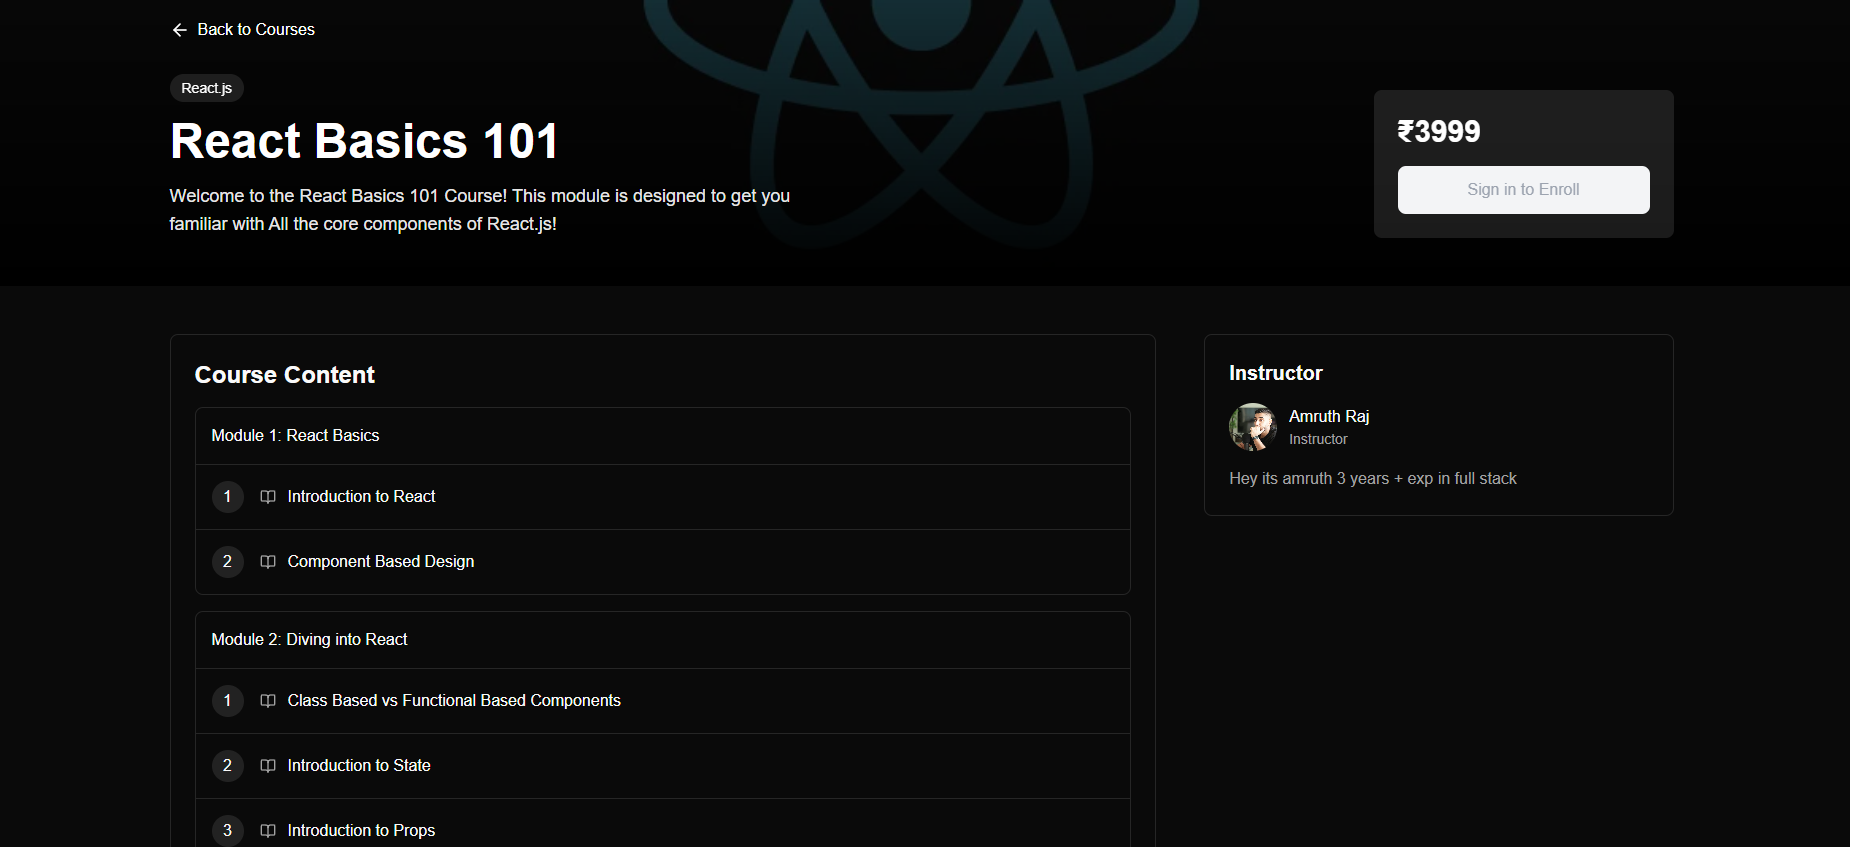 Back to Courses
React.js
React Basics 101
Welcome to the React Basics 101 Course! This module is designed to get you
familiar with All the core components of React.js!
₹3999
Sign in to Enroll
Course Content
Module 1: React Basics
1 Introduction to React
2 Component Based Design
Module 2: Diving into React
1 Class Based vs Functional Based Components
2 Introduction to State
3 Introduction to Props
Instructor
Amruth Raj
Instructor
Hey its amruth 3 years + exp in full stack